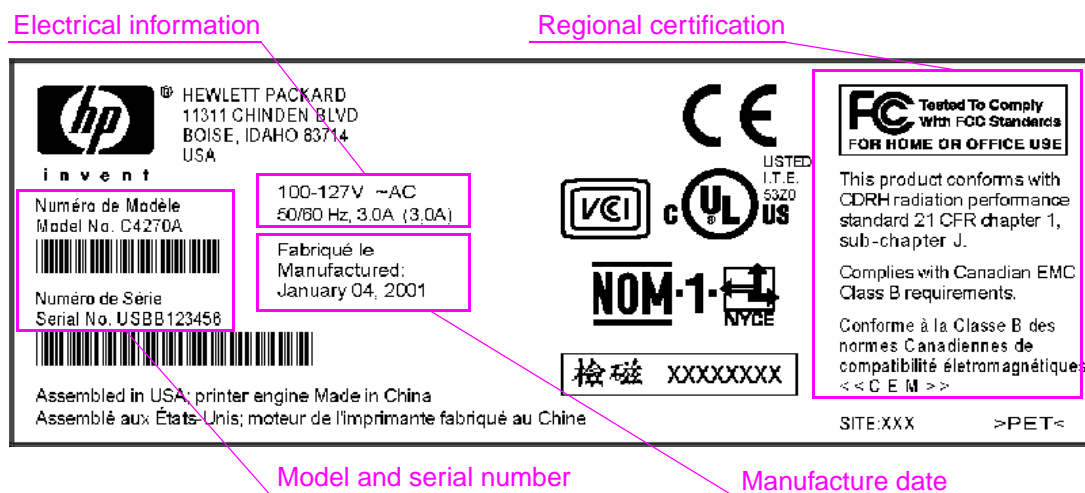 Electrical information
Regional certification
hp
®
invent
HEWLETT PACKARD
11311 CHINDEN BLVD
BOISE, IDAHO 83714
USA
Numéro de Modèle
Model No. C4270A
Numéro de Série
Serial No. USBB123456
100-127V ~AC
50/60 Hz, 3.0A (3.0A)
Fabriqué le
Manufactured:
January 04, 2001
Assembled in USA; printer engine Made in China
Assemblé aux États-Unis; moteur de l'imprimante fabriqué au Chine
CE
VCI
c UL ® US
LISTED
I.T.E.
53Z0
NOM-1-
NYCE
檢磁 XXXXXXXX
FC Tested To Comply
With FCC Standards
FOR HOME OR OFFICE USE
This product conforms with
CDRH radiation performance
standard 21 CFR chapter 1,
sub-chapter J.
Complies with Canadian EMC
Class B requirements.
Conforme à la Classe B des
normes Canadiennes de
compatibilité életromagnétiques
<<CEM>>
SITE:XXX >PET<
Model and serial number
Manufacture date